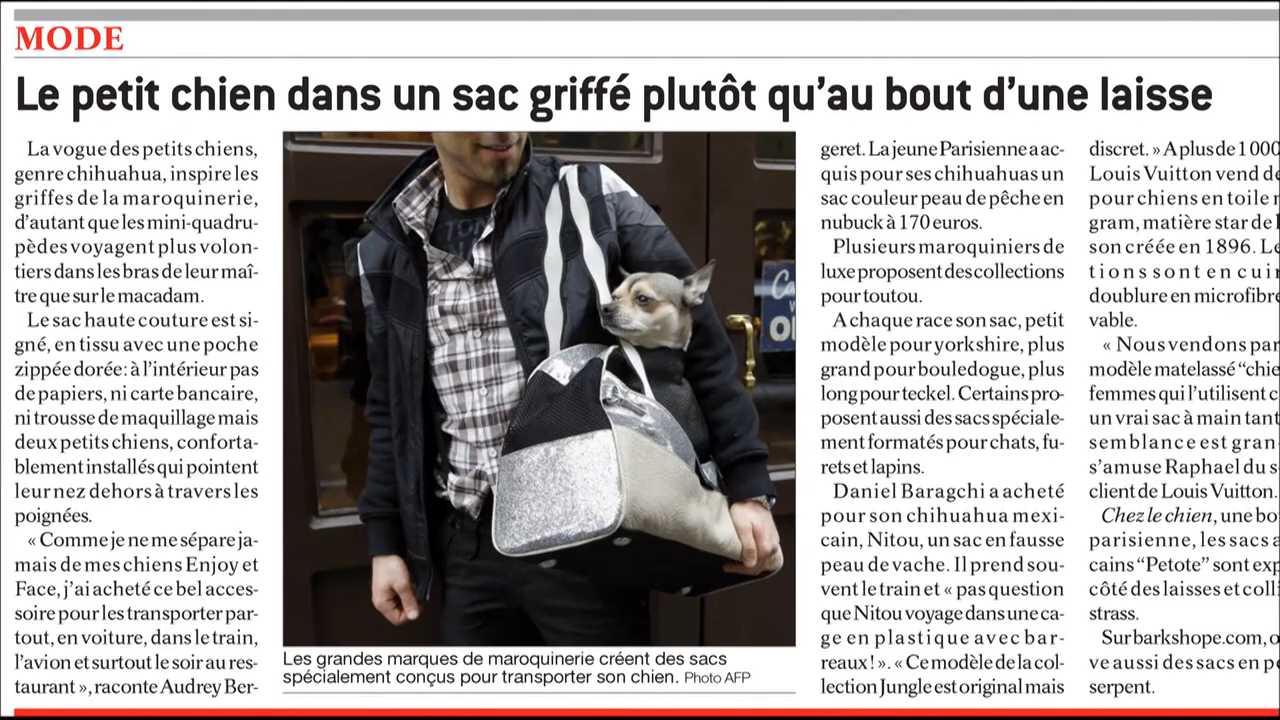 MODE
Le petit chien dans un sac griffé plutôt qu'au bout d'une laisse
La vogue des petits chiens,
genre chihuahua, inspire les
griffes de la maroquinerie,
d'autant que les mini-quadru-
pèdes voyagent plus volon-
tiers dans les bras de leur maî-
tre que sur le macadam.
Le sac haute couture est si-
gné, en tissu avec une poche
zippée dorée: à l'intérieur pas
de papiers, ni carte bancaire,
ni trousse de maquillage mais
deux petits chiens, conforta-
blement installés qui pointent
leur nez dehors à travers les
poignées.
« Comme je ne me sépare ja-
mais de mes chiens Enjoy et
Face, j'ai acheté ce bel acces-
soire pour les transporter par-
tout, en voiture, dans le train,
l'avion et surtout le soir au res-
taurant », raconte Audrey Ber-
Les grandes marques de maroquinerie créent des sacs
spécialement conçus pour transporter son chien. Photo AFP
geret. La jeune Parisienne a ac-
quis pour ses chihuahuas un
sac couleur peau de pêche en
nubuck à 170 euros.
Plusieurs maroquiniers de
luxe proposent des collections
pour toutou.
A chaque race son sac, petit
modèle pour yorkshire, plus
grand pour bouledogue, plus
long pour teckel. Certains pro-
posent aussi des sacs spéciale-
ment formatés pour chats, fu-
rets et lapins.
Daniel Baragchi a acheté
pour son chihuahua mexi-
cain, Nitou, un sac en fausse
peau de vache. Il prend sou-
vent le train et « pas question
que Nitou voyage dans une ca-
ge en plastique avec bar-
reaux ! ». « Ce modèle de la col-
lection Jungle est original mais
discret. » A plus de 1 000
Louis Vuitton vend de
pour chiens en toile
gram, matière star de
son créée en 1896. Le
tions sont en cui
doublure en microfibre
vable.
« Nous vendons par
modèle matelassé "chie
femmes qui l'utilisent c
un vrai sac à main tant
semblance est gran
s'amuse Raphael du s
client de Louis Vuitton.
Chez le chien, une bo
parisienne, les sacs a
cains "Petote" sont exp
côté des laisses et colli
strass.
Sur barkshope.com, o
ve aussi des sacs en pe
serpent.